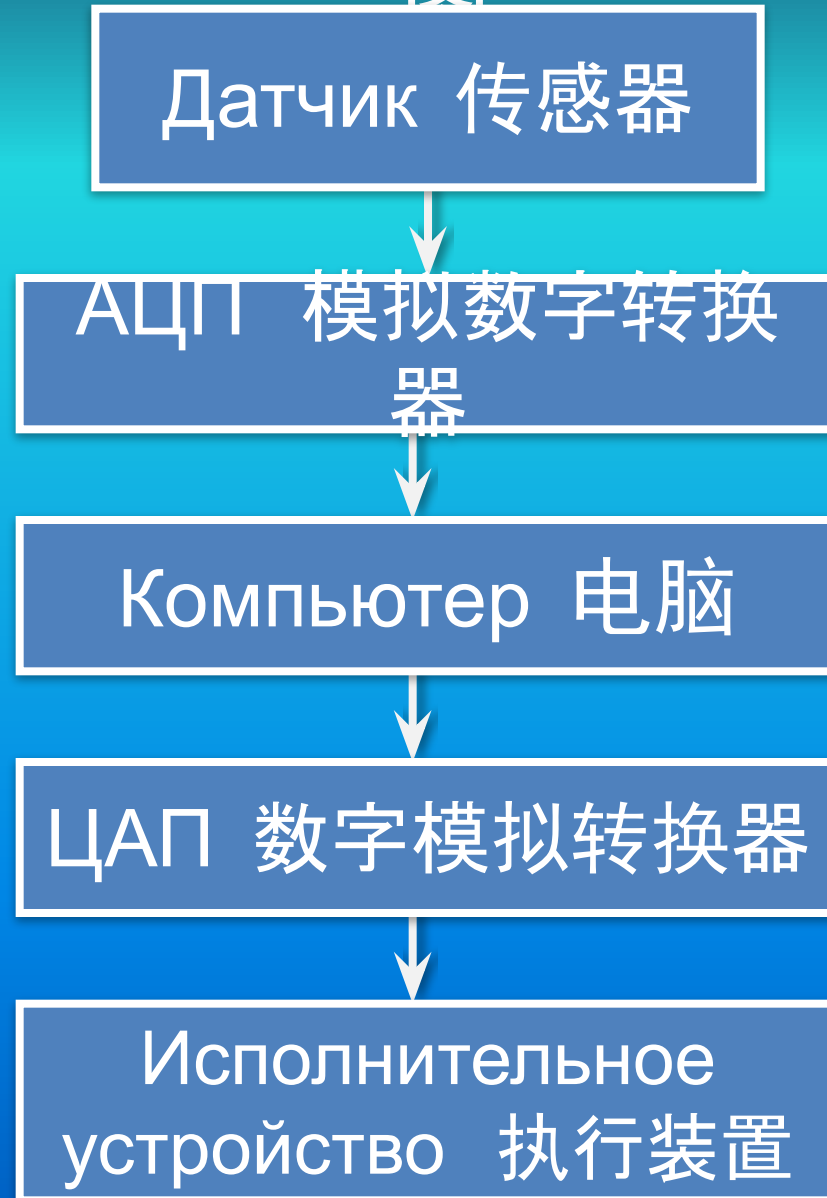 Датчик 传感器
АЦП 模拟数字转换
器
Компьютер 电脑
ЦАП 数字模拟转换器
Исполнительное
устройство 执行装置